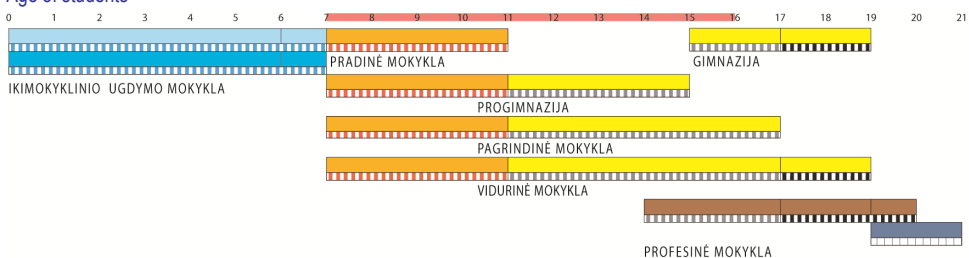 Age of students
0 1 2 3 4 5 6 7 8 9 10 11 12 13 14 15 16 17 18 19 20 21
PRADINĖ MOKYKLA
GIMNAZIJA
IKIMOKYKLINIO UGDYMO MOKYKLA
PROGIMNAZIJA
PAGRINDINĖ MOKYKLA
VIDURINĖ MOKYKLA
PROFESINĖ MOKYKLA